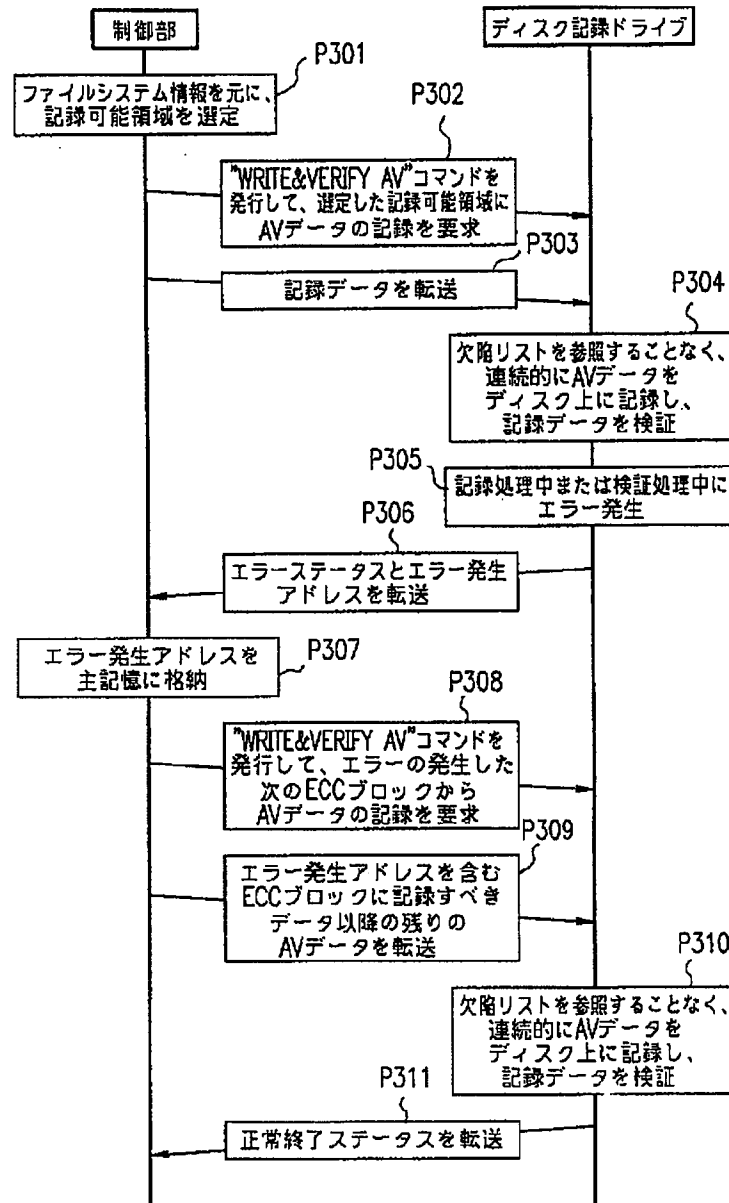 制御部
ディスク記録ドライブ
P301
ファイルシステム情報を元に、
記録可能領域を選定
P302
"WRITE&VERIFY AV"コマンドを
発行して、選定した記録可能領域に
AVデータの記録を要求
P303
記録データを転送
P304
欠陥リストを参照することなく、
連続的にAVデータを
ディスク上に記録し、
記録データを検証
P305
記録処理中または検証処理中に
エラー発生
P306
エラーステータスとエラー発生
アドレスを転送
P307
エラー発生アドレスを
主記憶に格納
P308
"WRITE&VERIFY AV"コマンドを
発行して、エラーの発生した
次のECCブロックから
AVデータの記録を要求
P309
エラー発生アドレスを含む
ECCブロックに記録すべき
データ以降の残りの
AVデータを転送
P310
欠陥リストを参照することなく、
連続的にAVデータを
ディスク上に記録し、
記録データを検証
P311
正常終了ステータスを転送